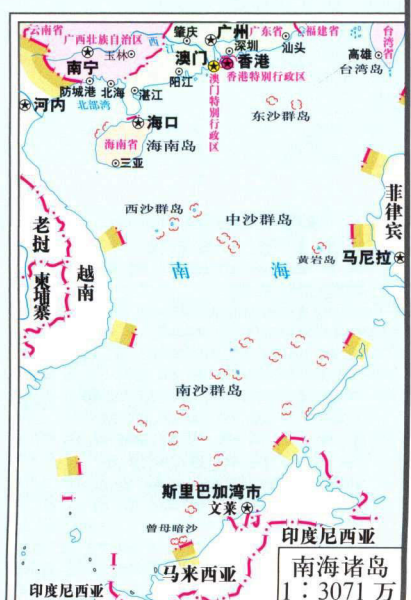 云南省
广西壮族自治区
玉林
南宁
防城港
北海
湛江
北部湾
河内
西江
肇庆
广州
广东省
福建省
深圳
汕头
澳门
香港
香港特别行政区
澳门特别行政区
阳江
台湾省
高雄
台湾岛
海口
海南省
海南岛
三亚
东沙群岛
西沙群岛
中沙群岛
黄岩岛
菲律宾
马尼拉
南海
老挝
柬埔寨
越南
南沙群岛
斯里巴加湾市
文莱
曾母暗沙
马来西亚
印度尼西亚
印度尼西亚
南海诸岛
1:3071万